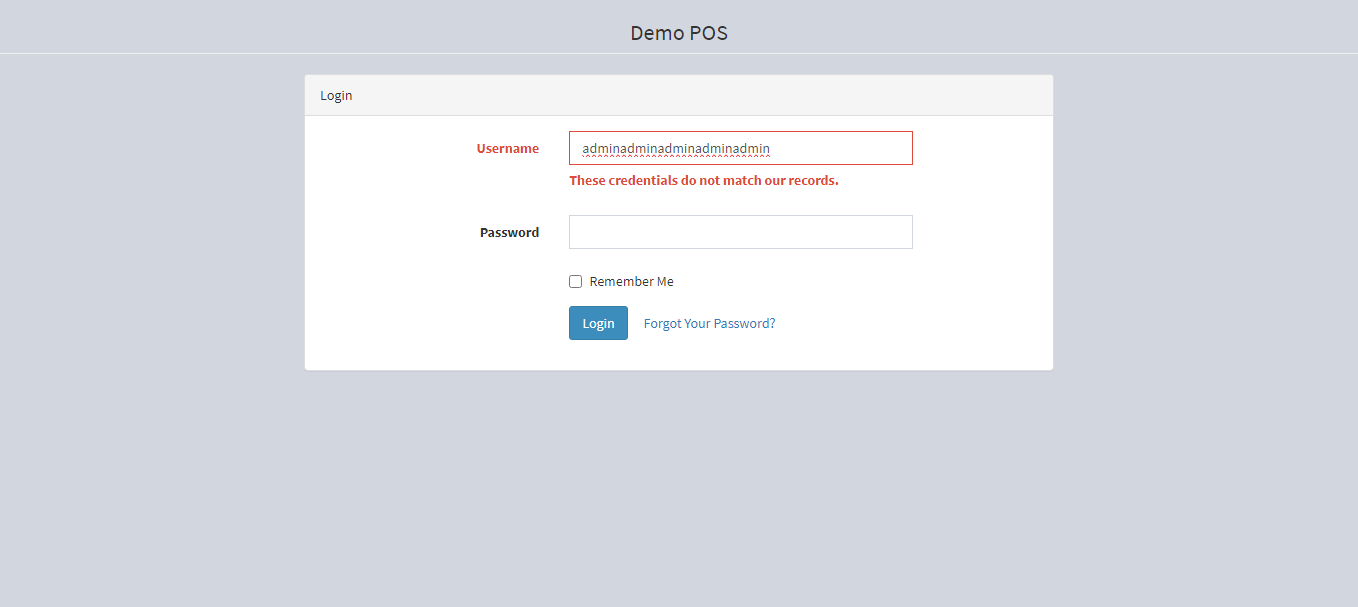 Demo POS
Login
Username
adminadminadminadminadmin
These credentials do not match our records.
Password
Remember Me
Login Forgot Your Password?